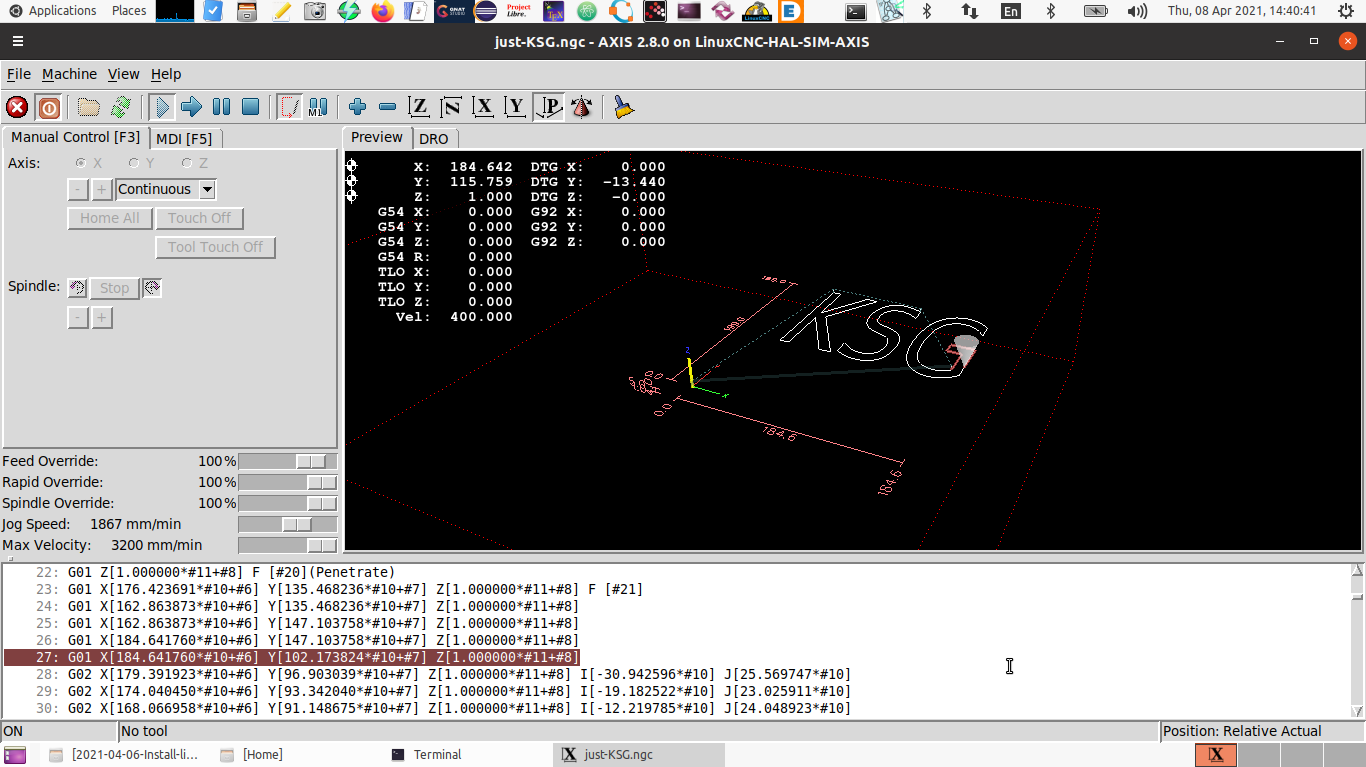 Applications Places GNAT STUDIO Project Libre. TeX LinuxCNC En Thu, 08 Apr 2021, 14:40:41
just-KSG.ngc - AXIS 2.8.0 on LinuxCNC-HAL-SIM-AXIS
File Machine View Help
M1 Z N X Y P
Manual Control [F3] MDI [F5]
Axis: X Y Z
- + Continuous
Home All Touch Off
Tool Touch Off
Spindle: Stop
- +
Feed Override: 100 %
Rapid Override: 100 %
Spindle Override: 100 %
Jog Speed: 1867 mm/min
Max Velocity: 3200 mm/min
Preview DRO
X: 184.642 DTG X: 0.000
Y: 115.759 DTG Y: -13.440
Z: 1.000 DTG Z: -0.000
G54 X: 0.000 G92 X: 0.000
G54 Y: 0.000 G92 Y: 0.000
G54 Z: 0.000 G92 Z: 0.000
G54 R: 0.000
TLO X: 0.000
TLO Y: 0.000
TLO Z: 0.000
Vel: 400.000
KSG
Z
X
0.0
184.6
184.6
22: G01 Z[1.000000*#11+#8] F [#20](Penetrate)
23: G01 X[176.423691*#10+#6] Y[135.468236*#10+#7] Z[1.000000*#11+#8] F [#21]
24: G01 X[162.863873*#10+#6] Y[135.468236*#10+#7] Z[1.000000*#11+#8]
25: G01 X[162.863873*#10+#6] Y[147.103758*#10+#7] Z[1.000000*#11+#8]
26: G01 X[184.641760*#10+#6] Y[147.103758*#10+#7] Z[1.000000*#11+#8]
27: G01 X[184.641760*#10+#6] Y[102.173824*#10+#7] Z[1.000000*#11+#8]
28: G02 X[179.391923*#10+#6] Y[96.903039*#10+#7] Z[1.000000*#11+#8] I[-30.942596*#10] J[25.569747*#10]
29: G02 X[174.040450*#10+#6] Y[93.342040*#10+#7] Z[1.000000*#11+#8] I[-19.182522*#10] J[23.025911*#10]
30: G02 X[168.066958*#10+#6] Y[91.148675*#10+#7] Z[1.000000*#11+#8] I[-12.219785*#10] J[24.048923*#10]
ON No tool Position: Relative Actual
[2021-04-06-Install-li... [Home] Terminal just-KSG.ngc